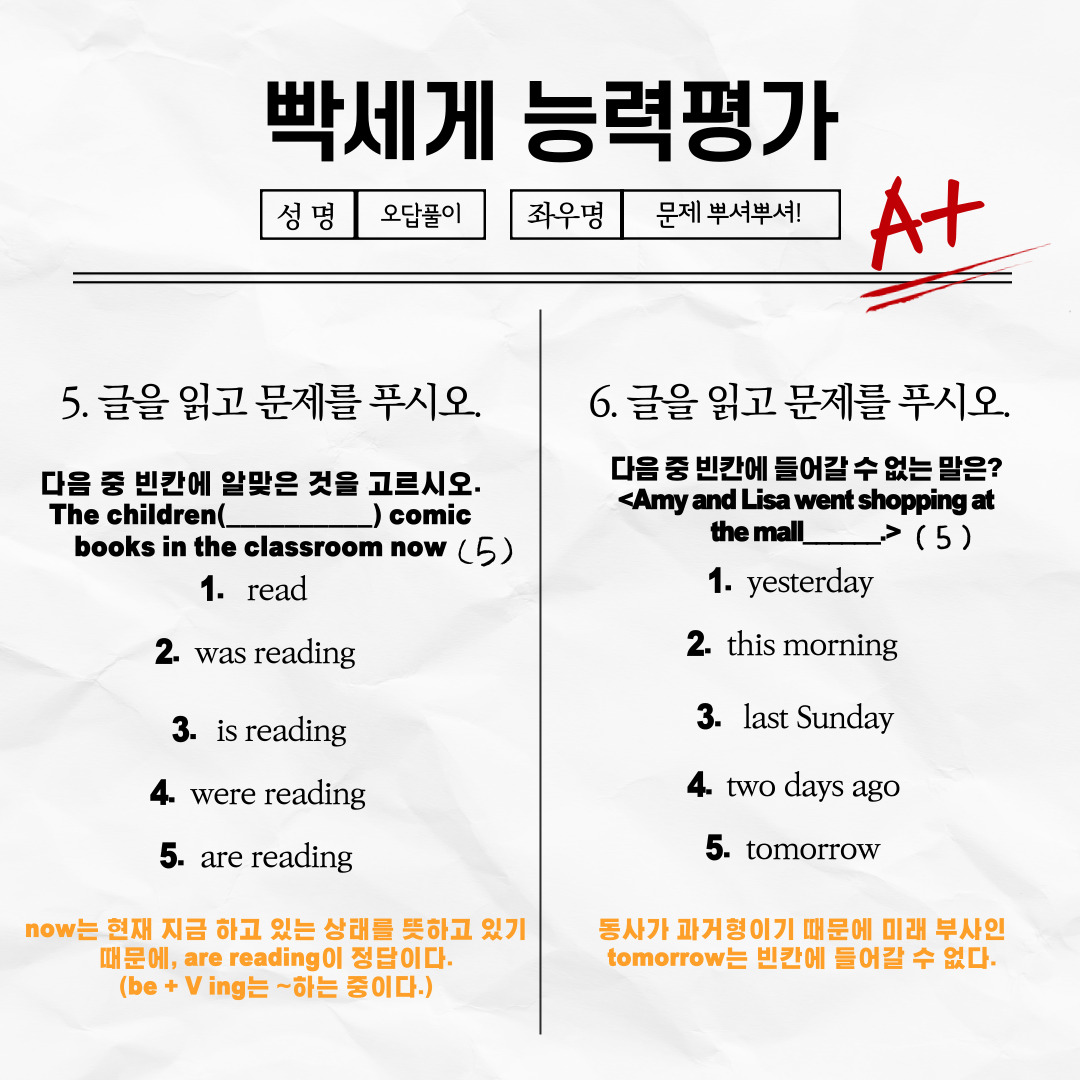 빡세게 능력평가
성 명 오답풀이 좌우명 문제 뿌셔뿌셔!
A+
5. 글을 읽고 문제를 푸시오.
다음 중 빈칸에 알맞은 것을 고르시오.
The children(____________) comic
books in the classroom now (5)
1. read
2. was reading
3. is reading
4. were reading
5. are reading
now는 현재 지금 하고 있는 상태를 뜻하고 있기
때문에, are reading이 정답이다.
(be + V ing는 ~하는 중이다.)
6. 글을 읽고 문제를 푸시오.
다음 중 빈칸에 들어갈 수 없는 말은?
<Amy and Lisa went shopping at
the mall______.> (5)
1. yesterday
2. this morning
3. last Sunday
4. two days ago
5. tomorrow
동사가 과거형이기 때문에 미래 부사인
tomorrow는 빈칸에 들어갈 수 없다.